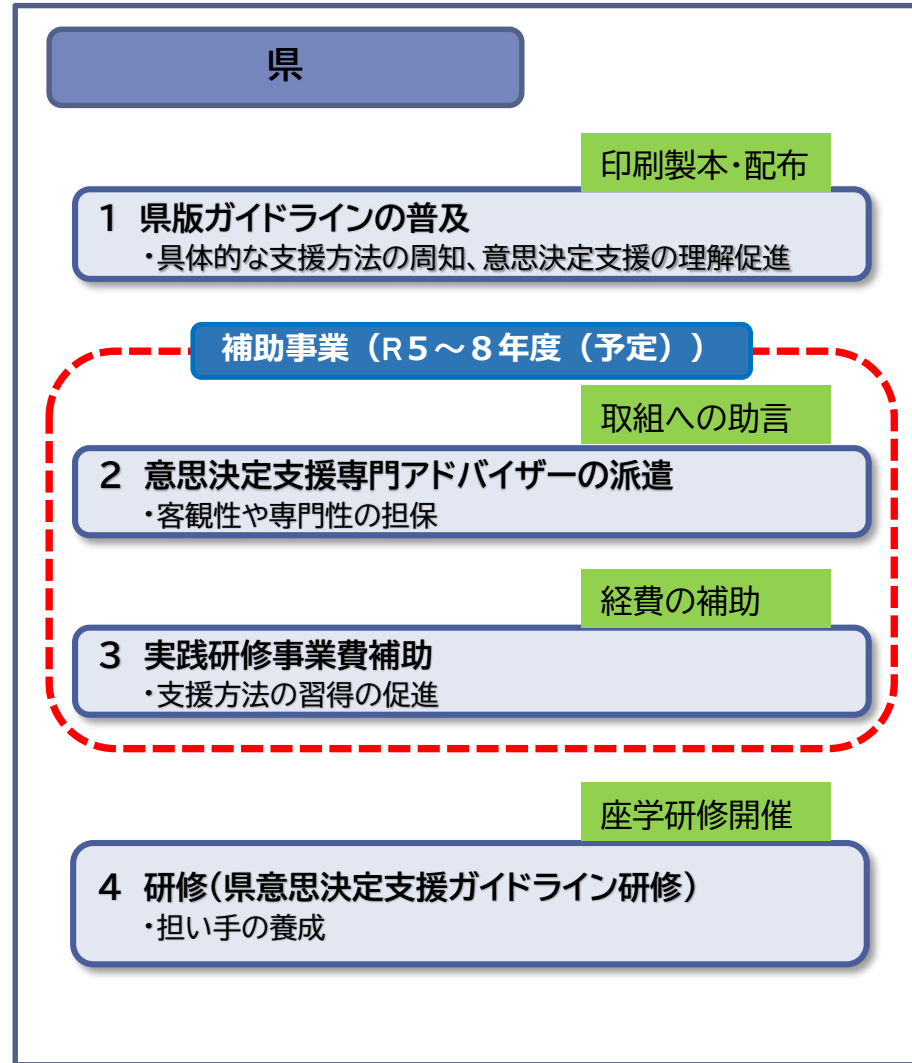 県
印刷製本・配布
1 県版ガイドラインの普及
・具体的な支援方法の周知、意思決定支援の理解促進
補助事業（R５～８年度（予定））
取組への助言
2 意思決定支援専門アドバイザーの派遣
・客観性や専門性の担保
経費の補助
3 実践研修事業費補助
・支援方法の習得の促進
座学研修開催
4 研修（県意思決定支援ガイドライン研修）
・担い手の養成